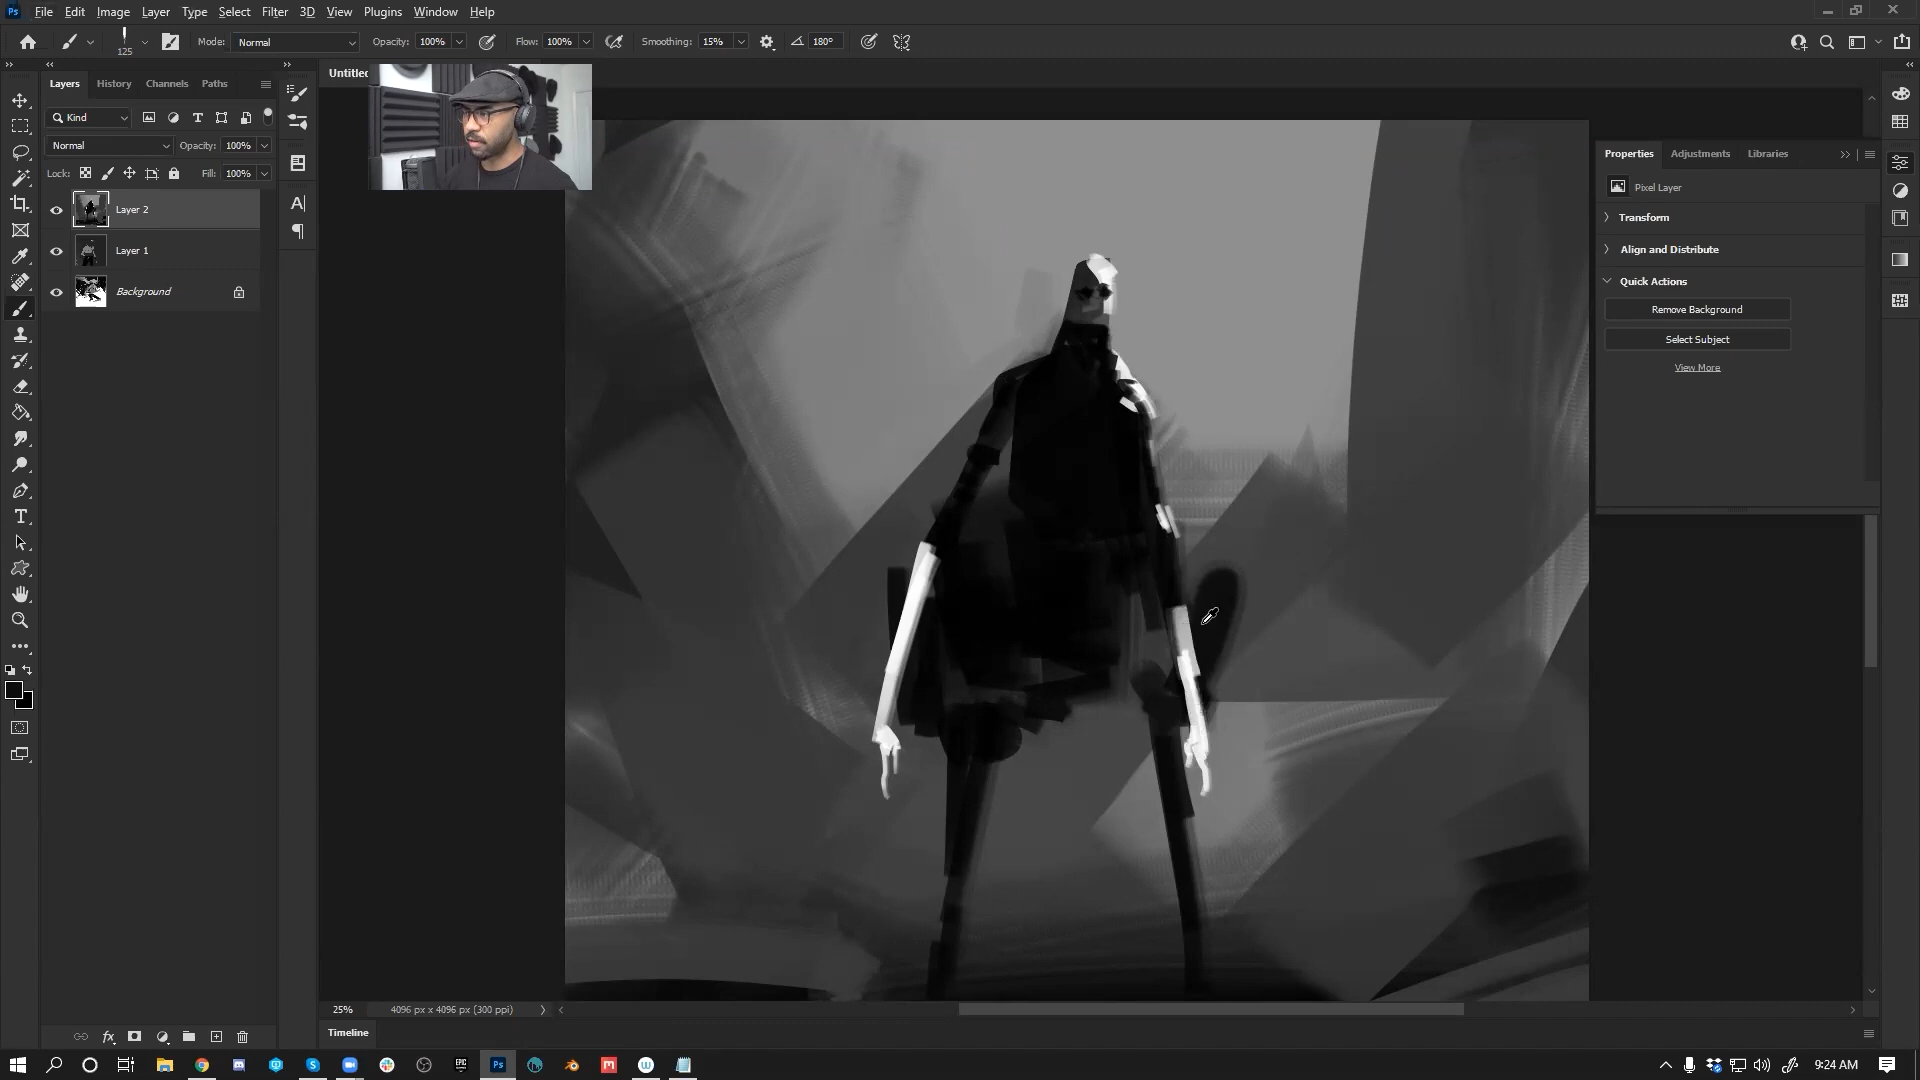 Ps File Edit Image Layer Type Select Filter 3D View Plugins Window Help
125 Mode: Normal Opacity: 100% Flow: 100% Smoothing: 15% 180°
Layers History Channels Paths
Untitled
Kind
Normal Opacity: 100%
Lock: Fill: 100%
Layer 2
Layer 1
Background
Properties Adjustments Libraries
Pixel Layer
Transform
Align and Distribute
Quick Actions
Remove Background
Select Subject
View More
25% 4096 px x 4096 px (300 ppi)
Timeline
9:24 AM